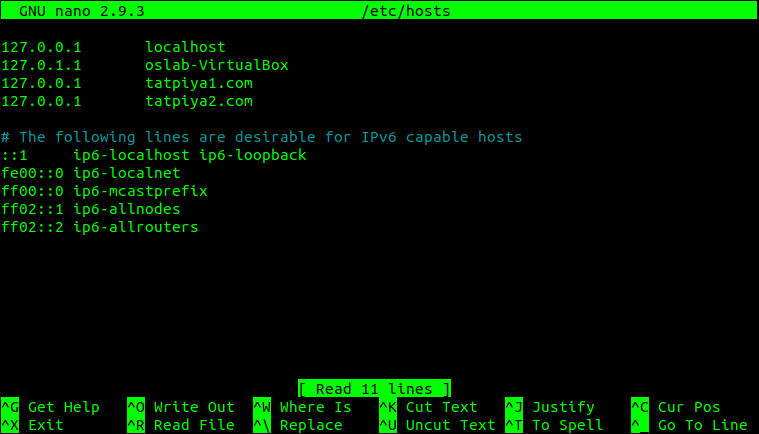 GNU nano 2.9.3 /etc/hosts
127.0.0.1 localhost
127.0.1.1 oslab-VirtualBox
127.0.0.1 tatpiya1.com
127.0.0.1 tatpiya2.com
# The following lines are desirable for IPv6 capable hosts
::1 ip6-localhost ip6-loopback
fe00::0 ip6-localnet
ff00::0 ip6-mcastprefix
ff02::1 ip6-allnodes
ff02::2 ip6-allrouters
[ Read 11 lines ]
^G Get Help ^O Write Out ^W Where Is ^K Cut Text ^J Justify ^C Cur Pos
^X Exit ^R Read File ^\ Replace ^U Uncut Text ^T To Spell ^_ Go To Line